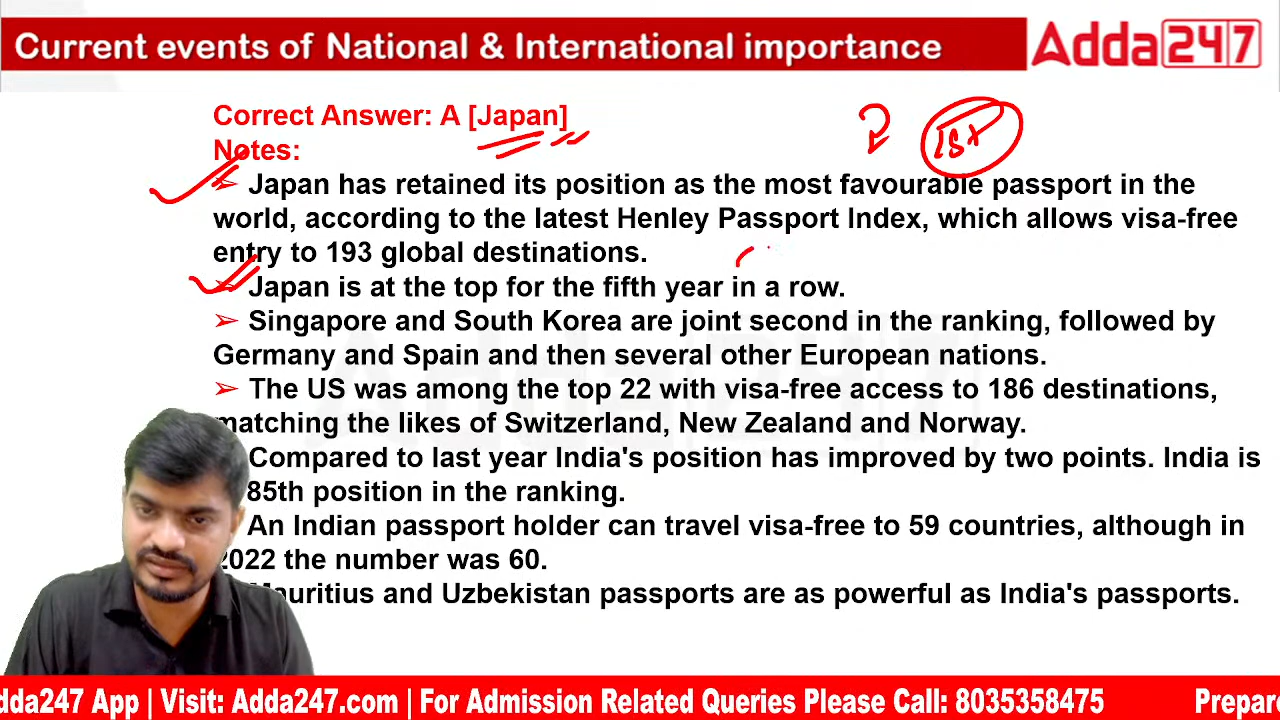 Current events of National & International importance
Adda247
Correct Answer: A [Japan]
1st
Notes:
➢ Japan has retained its position as the most favourable passport in the
world, according to the latest Henley Passport Index, which allows visa-free
entry to 193 global destinations.
➢ Japan is at the top for the fifth year in a row.
➢ Singapore and South Korea are joint second in the ranking, followed by
Germany and Spain and then several other European nations.
➢ The US was among the top 22 with visa-free access to 186 destinations,
matching the likes of Switzerland, New Zealand and Norway.
Compared to last year India's position has improved by two points. India is
85th position in the ranking.
An Indian passport holder can travel visa-free to 59 countries, although in
2022 the number was 60.
Mauritius and Uzbekistan passports are as powerful as India's passports.
dda247 App | Visit: Adda247.com | For Admission Related Queries Please Call: 8035358475 Prepare